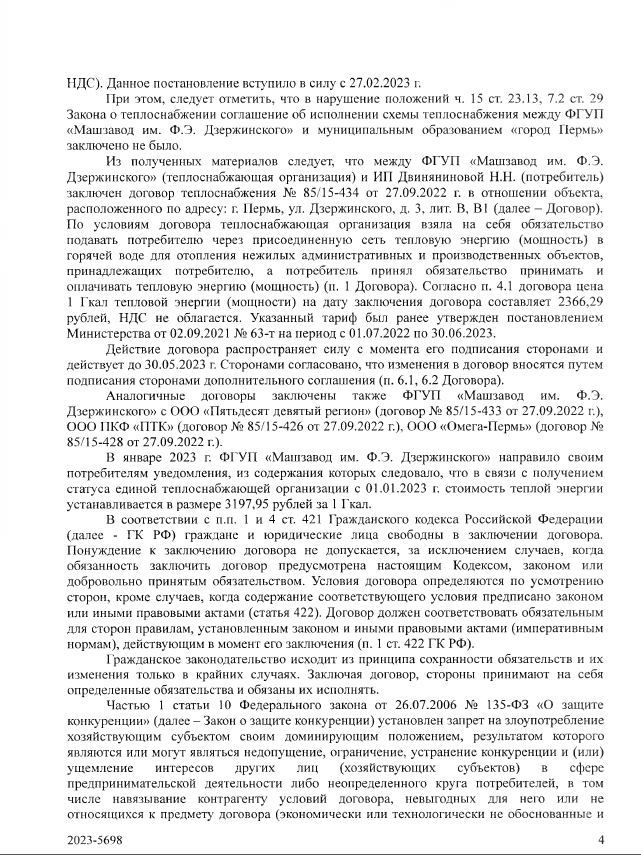 НДС). Данное постановление вступило в силу с 27.02.2023 г.
При этом, следует отметить, что в нарушение положений ч. 15 ст. 23.13, 7.2 ст. 29
Закона о теплоснабжении соглашение об исполнении схемы теплоснабжения между ФГУП
«Машзавод им. Ф.Э. Дзержинского» и муниципальным образованием «город Пермь»
заключено не было.
Из полученных материалов следует, что между ФГУП «Машзавод им. Ф.Э.
Дзержинского» (теплоснабжающая организация) и ИП Двиняниновой Н.Н. (потребитель)
заключен договор теплоснабжения № 85/15-434 от 27.09.2022 г. в отношении объекта,
расположенного по адресу: г. Пермь, ул. Дзержинского, д. 3, лит. В, В1 (далее – Договор).
По условиям договора теплоснабжающая организация взяла на себя обязательство
подавать потребителю через присоединенную сеть тепловую энергию (мощность) в
горячей воде для отопления нежилых административных и производственных объектов,
принадлежащих потребителю, а потребитель принял обязательство принимать и
оплачивать тепловую энергию (мощность) (п. 1 Договора). Согласно п. 4.1 договора цена
1 Гкал тепловой энергии (мощности) на дату заключения договора составляет 2366,29
рублей, НДС не облагается. Указанный тариф был ранее утвержден постановлением
Министерства от 02.09.2021 № 63-т на период с 01.07.2022 по 30.06.2023.
Действие договора распространяет силу с момента его подписания сторонами и
действует до 30.05.2023 г. Сторонами согласовано, что изменения в договор вносятся путем
подписания сторонами дополнительного соглашения (п. 6.1, 6.2 Договора).
Аналогичные договоры заключены также ФГУП «Машзавод им. Ф.Э.
Дзержинского» с ООО «Пятьдесят девятый регион» (договор № 85/15-433 от 27.09.2022 г.),
ООО ПКФ «ПТК» (договор № 85/15-426 от 27.09.2022 г.), ООО «Омега-Пермь» (договор №
85/15-428 от 27.09.2022 г.).
В январе 2023 г. ФГУП «Машзавод им. Ф.Э. Дзержинского» направило своим
потребителям уведомления, из содержания которых следовало, что в связи с получением
статуса единой теплоснабжающей организации с 01.01.2023 г. стоимость теплой энергии
устанавливается в размере 3197,95 рублей за 1 Гкал.
В соответствии с п.п. 1 и 4 ст. 421 Гражданского кодекса Российской Федерации
(далее - ГК РФ) граждане и юридические лица свободны в заключении договора.
Понуждение к заключению договора не допускается, за исключением случаев, когда
обязанность заключить договор предусмотрена настоящим Кодексом, законом или
добровольно принятым обязательством. Условия договора определяются по усмотрению
сторон, кроме случаев, когда содержание соответствующего условия предписано законом
или иными правовыми актами (статья 422). Договор должен соответствовать обязательным
для сторон правилам, установленным законом и иными правовыми актами (императивным
нормам), действующим в момент его заключения (п. 1 ст. 422 ГК РФ).
Гражданское законодательство исходит из принципа сохранности обязательств и их
изменения только в крайних случаях. Заключая договор, стороны принимают на себя
определенные обязательства и обязаны их исполнять.
Частью 1 статьи 10 Федерального закона от 26.07.2006 № 135-ФЗ «О защите
конкуренции» (далее – Закон о защите конкуренции) установлен запрет на злоупотребление
хозяйствующим субъектом своим доминирующим положением, результатом которого
являются или могут являться недопущение, ограничение, устранение конкуренции и (или)
ущемление интересов других лиц (хозяйствующих субъектов) в сфере
предпринимательской деятельности либо неопределенного круга потребителей, в том
числе навязывание контрагенту условий договора, невыгодных для него или не
относящихся к предмету договора (экономически или технологически не обоснованные и
2023-5698 4